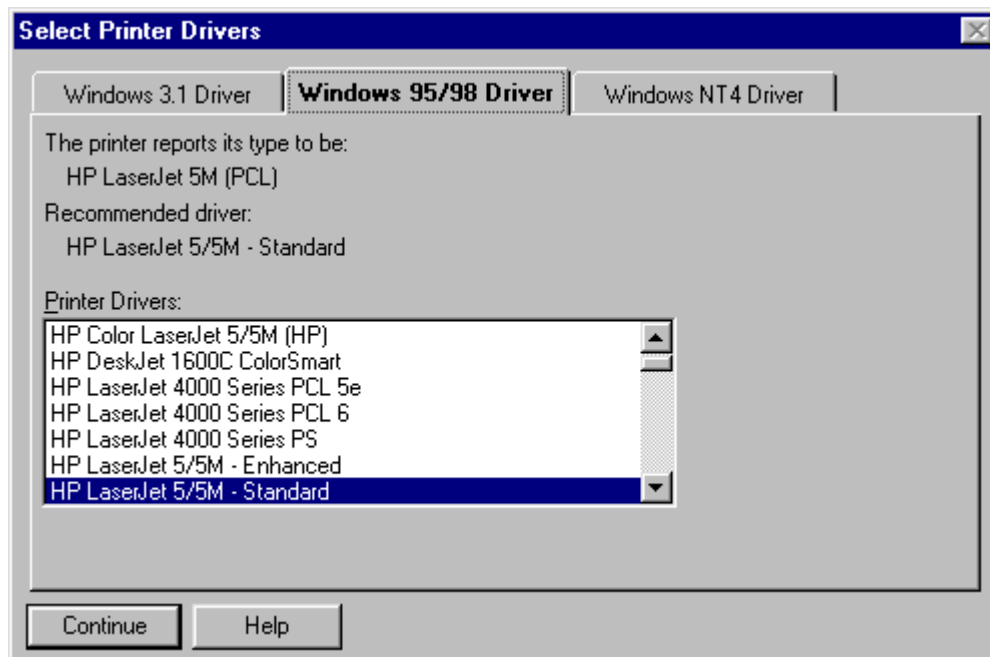 Select Printer Drivers
Windows 3.1 Driver Windows 95/98 Driver Windows NT4 Driver
The printer reports its type to be:
HP LaserJet 5M (PCL)
Recommended driver:
HP LaserJet 5/5M - Standard
Printer Drivers:
HP Color LaserJet 5/5M (HP)
HP DeskJet 1600C ColorSmart
HP LaserJet 4000 Series PCL 5e
HP LaserJet 4000 Series PCL 6
HP LaserJet 4000 Series PS
HP LaserJet 5/5M - Enhanced
HP LaserJet 5/5M - Standard
Continue Help